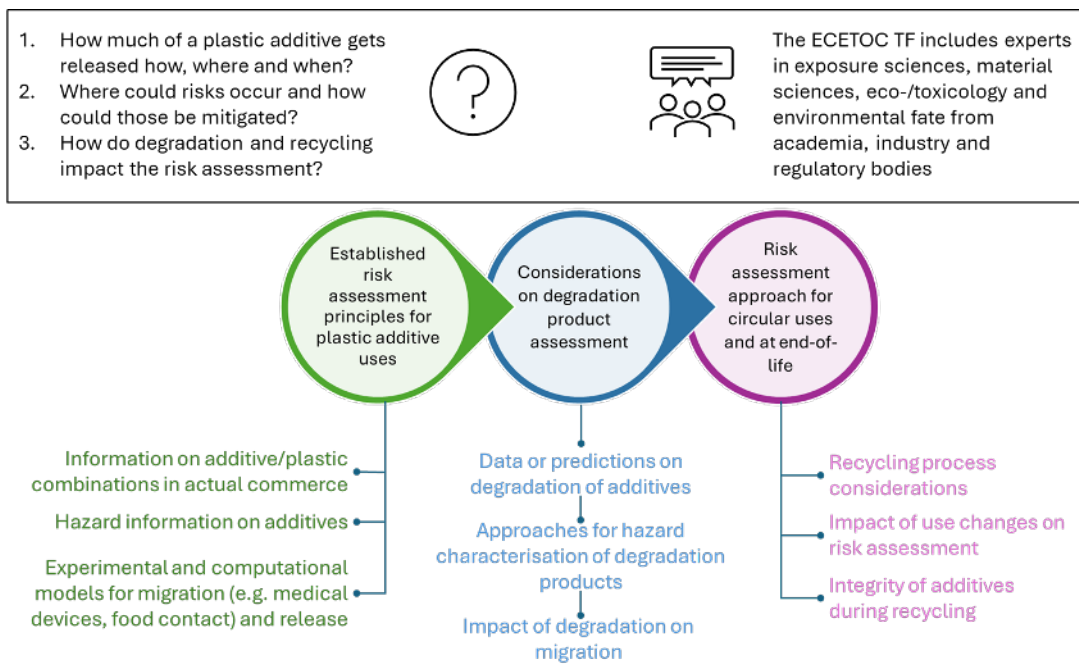 1. How much of a plastic additive gets
released how, where and when?
2. Where could risks occur and how
could those be mitigated?
3. How do degradation and recycling
impact the risk assessment?
?
The ECETOC TF includes experts
in exposure sciences, material
sciences, eco-/toxicology and
environmental fate from
academia, industry and
regulatory bodies
Established
risk
assessment
principles for
plastic additive
uses
Considerations
on degradation
product
assessment
Risk
assessment
approach for
circular uses
and at end-of-
life
Information on additive/plastic
combinations in actual commerce
Hazard information on additives
Experimental and computational
models for migration (e.g. medical
devices, food contact) and release
Data or predictions on
degradation of additives
Approaches for hazard
characterisation of degradation
products
Impact of degradation on
migration
Recycling process
considerations
Impact of use changes on
risk assessment
Integrity of additives
during recycling